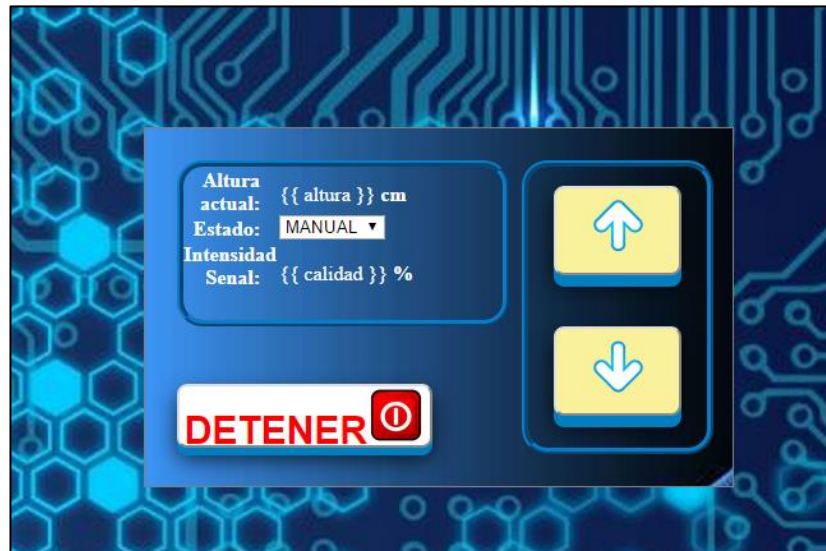 Altura
actual: {{ altura }} cm
Estado: MANUAL
Intensidad
Senal: {{ calidad }} %
DETENER